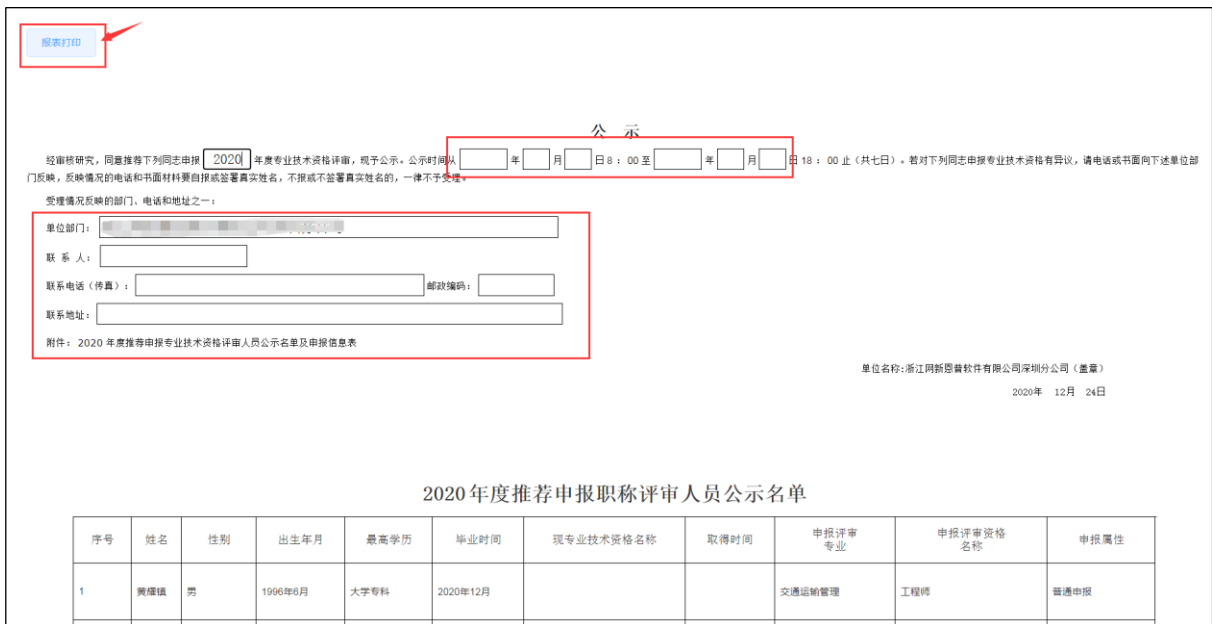 报表打印
公 示
经审核研究，同意推荐下列同志申报 2020 年度专业技术资格评审，现予公示。公示时间从 年 月 日8：00至 年 月 日18：00止（共七日）。若对下列同志申报专业技术资格有异议，请电话或书面向下述单位部
门反映，反映情况的电话和书面材料要自报或签署真实姓名，不报或不签署真实姓名的，一律不予受理。
受理情况反映的部门、电话和地址之一：
单位部门：
联 系 人：
联系电话（传真）： 邮政编码：
联系地址：
附件： 2020 年度推荐申报专业技术资格评审人员公示名单及申报信息表
单位名称:浙江网新恩普软件有限公司深圳分公司（盖章）
2020年 12月 24日
2020年度推荐申报职称评审人员公示名单
序号 姓名 性别 出生年月 最高学历 毕业时间 现专业技术资格名称 取得时间 申报评审专业 申报评审资格名称 申报属性
1 黄耀镇 男 1996年6月 大学专科 2020年12月 交通运输管理 工程师 普通申报